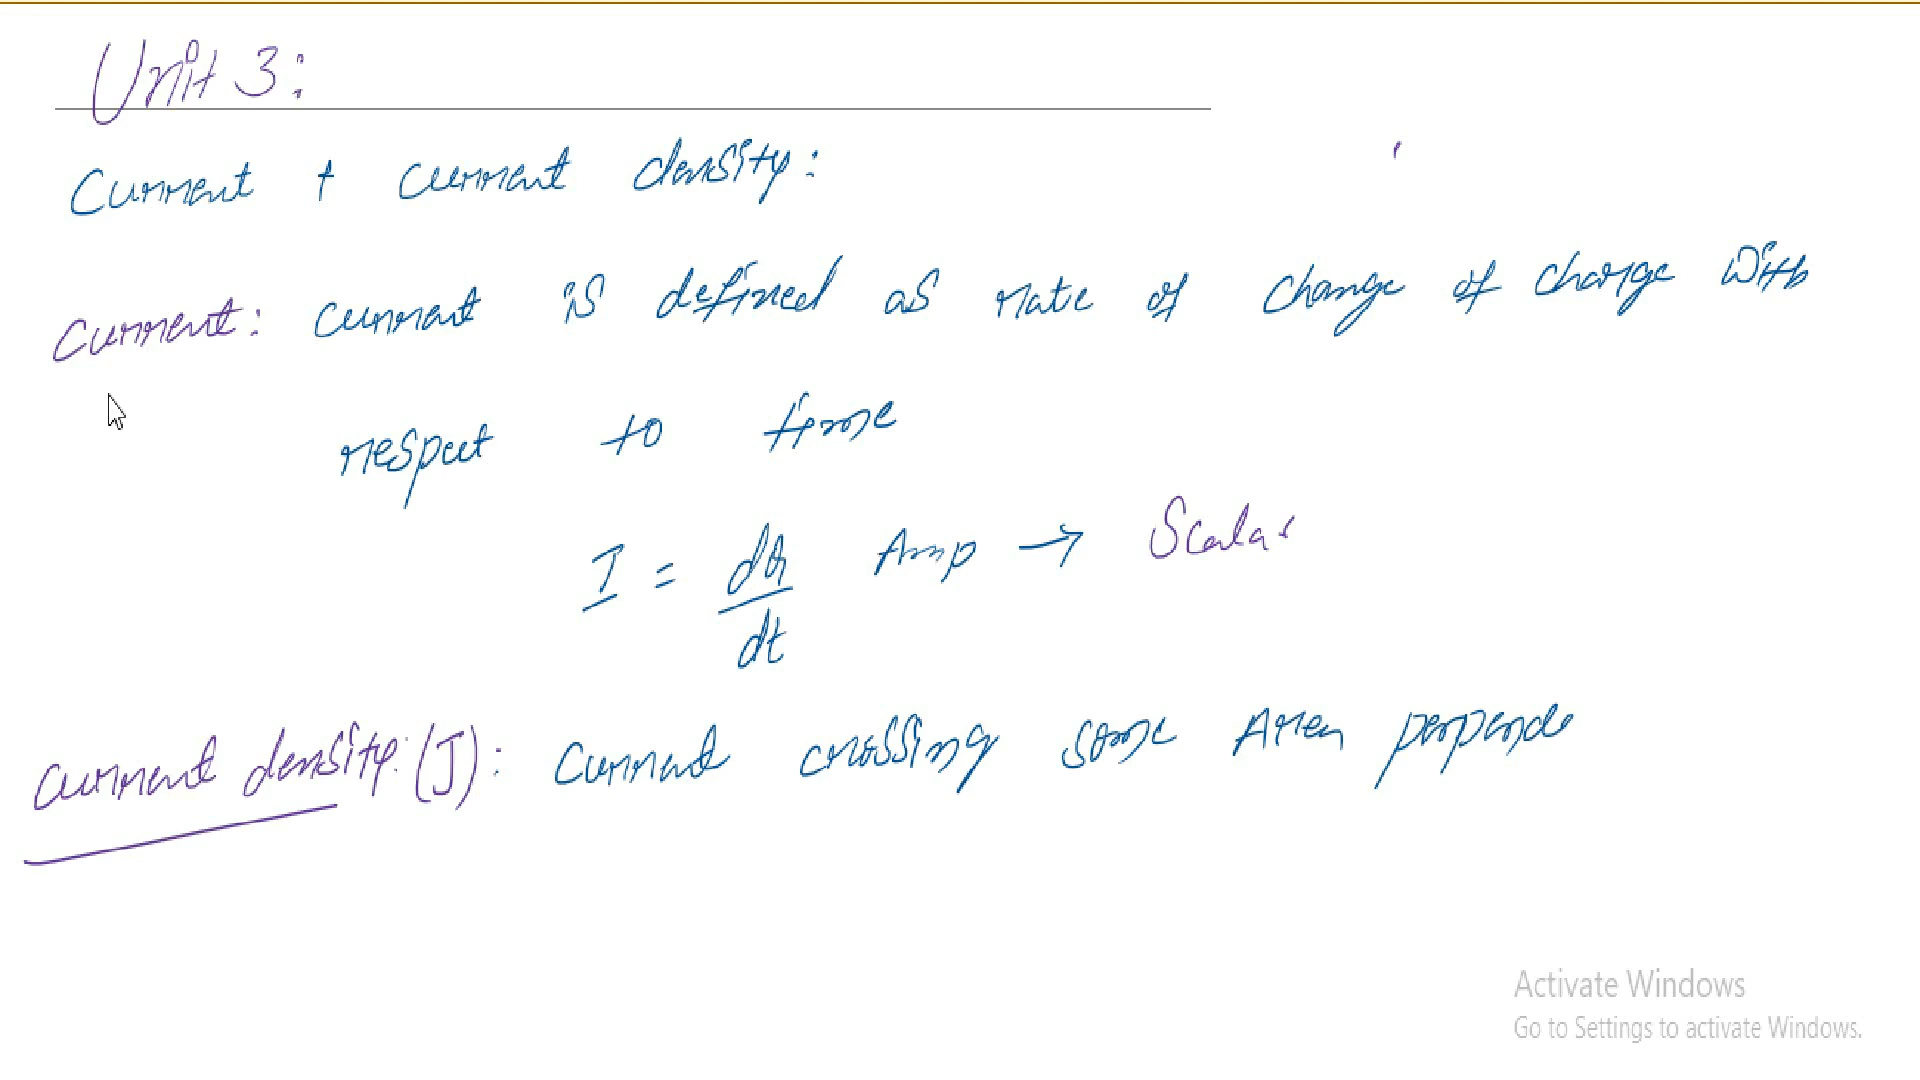 Unit 3:
Current + current density:
Current: current is defined as rate of change of charge with
respect to time
I = dQ/dt Amp → Scalar
Current density: (J): Current crossing some Area perpende
Activate Windows
Go to Settings to activate Windows.